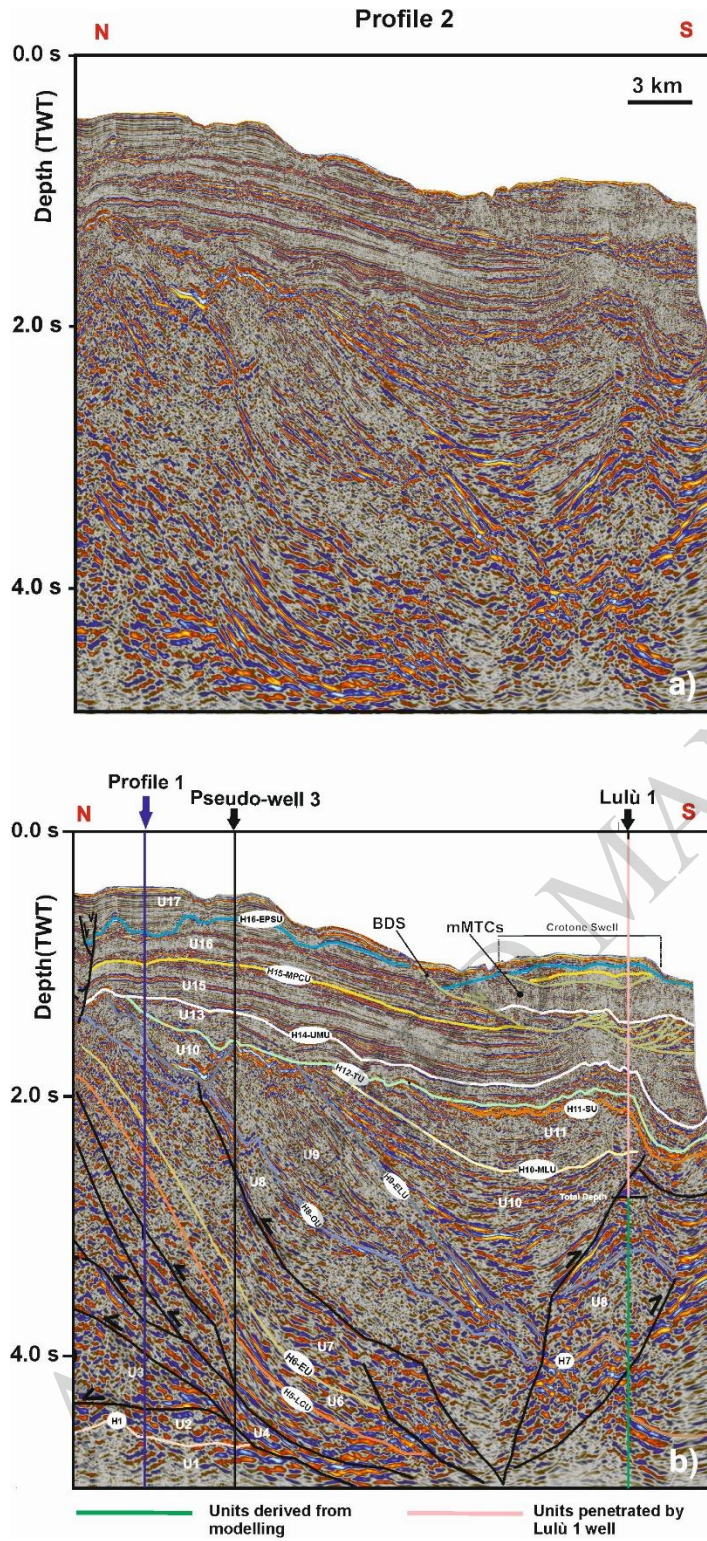 Profile 2
N
S
0.0 s
3 km
Depth (TWT)
2.0 s
4.0 s
a)
Profile 1
Pseudo-well 3
Lulù 1
N
S
0.0 s
Depth(TWT)
U17
H16-EPSU
BDS
mMTCs
Crotone Swell
U16
H15-MPCU
U15
U13
H14-UMU
U10
H12-TU
2.0 s
H11-SU
U11
U9
H10-MLU
U8
H9-ELU
U10
Total Depth
H8-OU
U8
U7
4.0 s
H6-EU
H7
U3
U6
H5-LCU
H1
U2
U4
U1
b)
Units derived from
modelling
Units penetrated by
Lulù 1 well